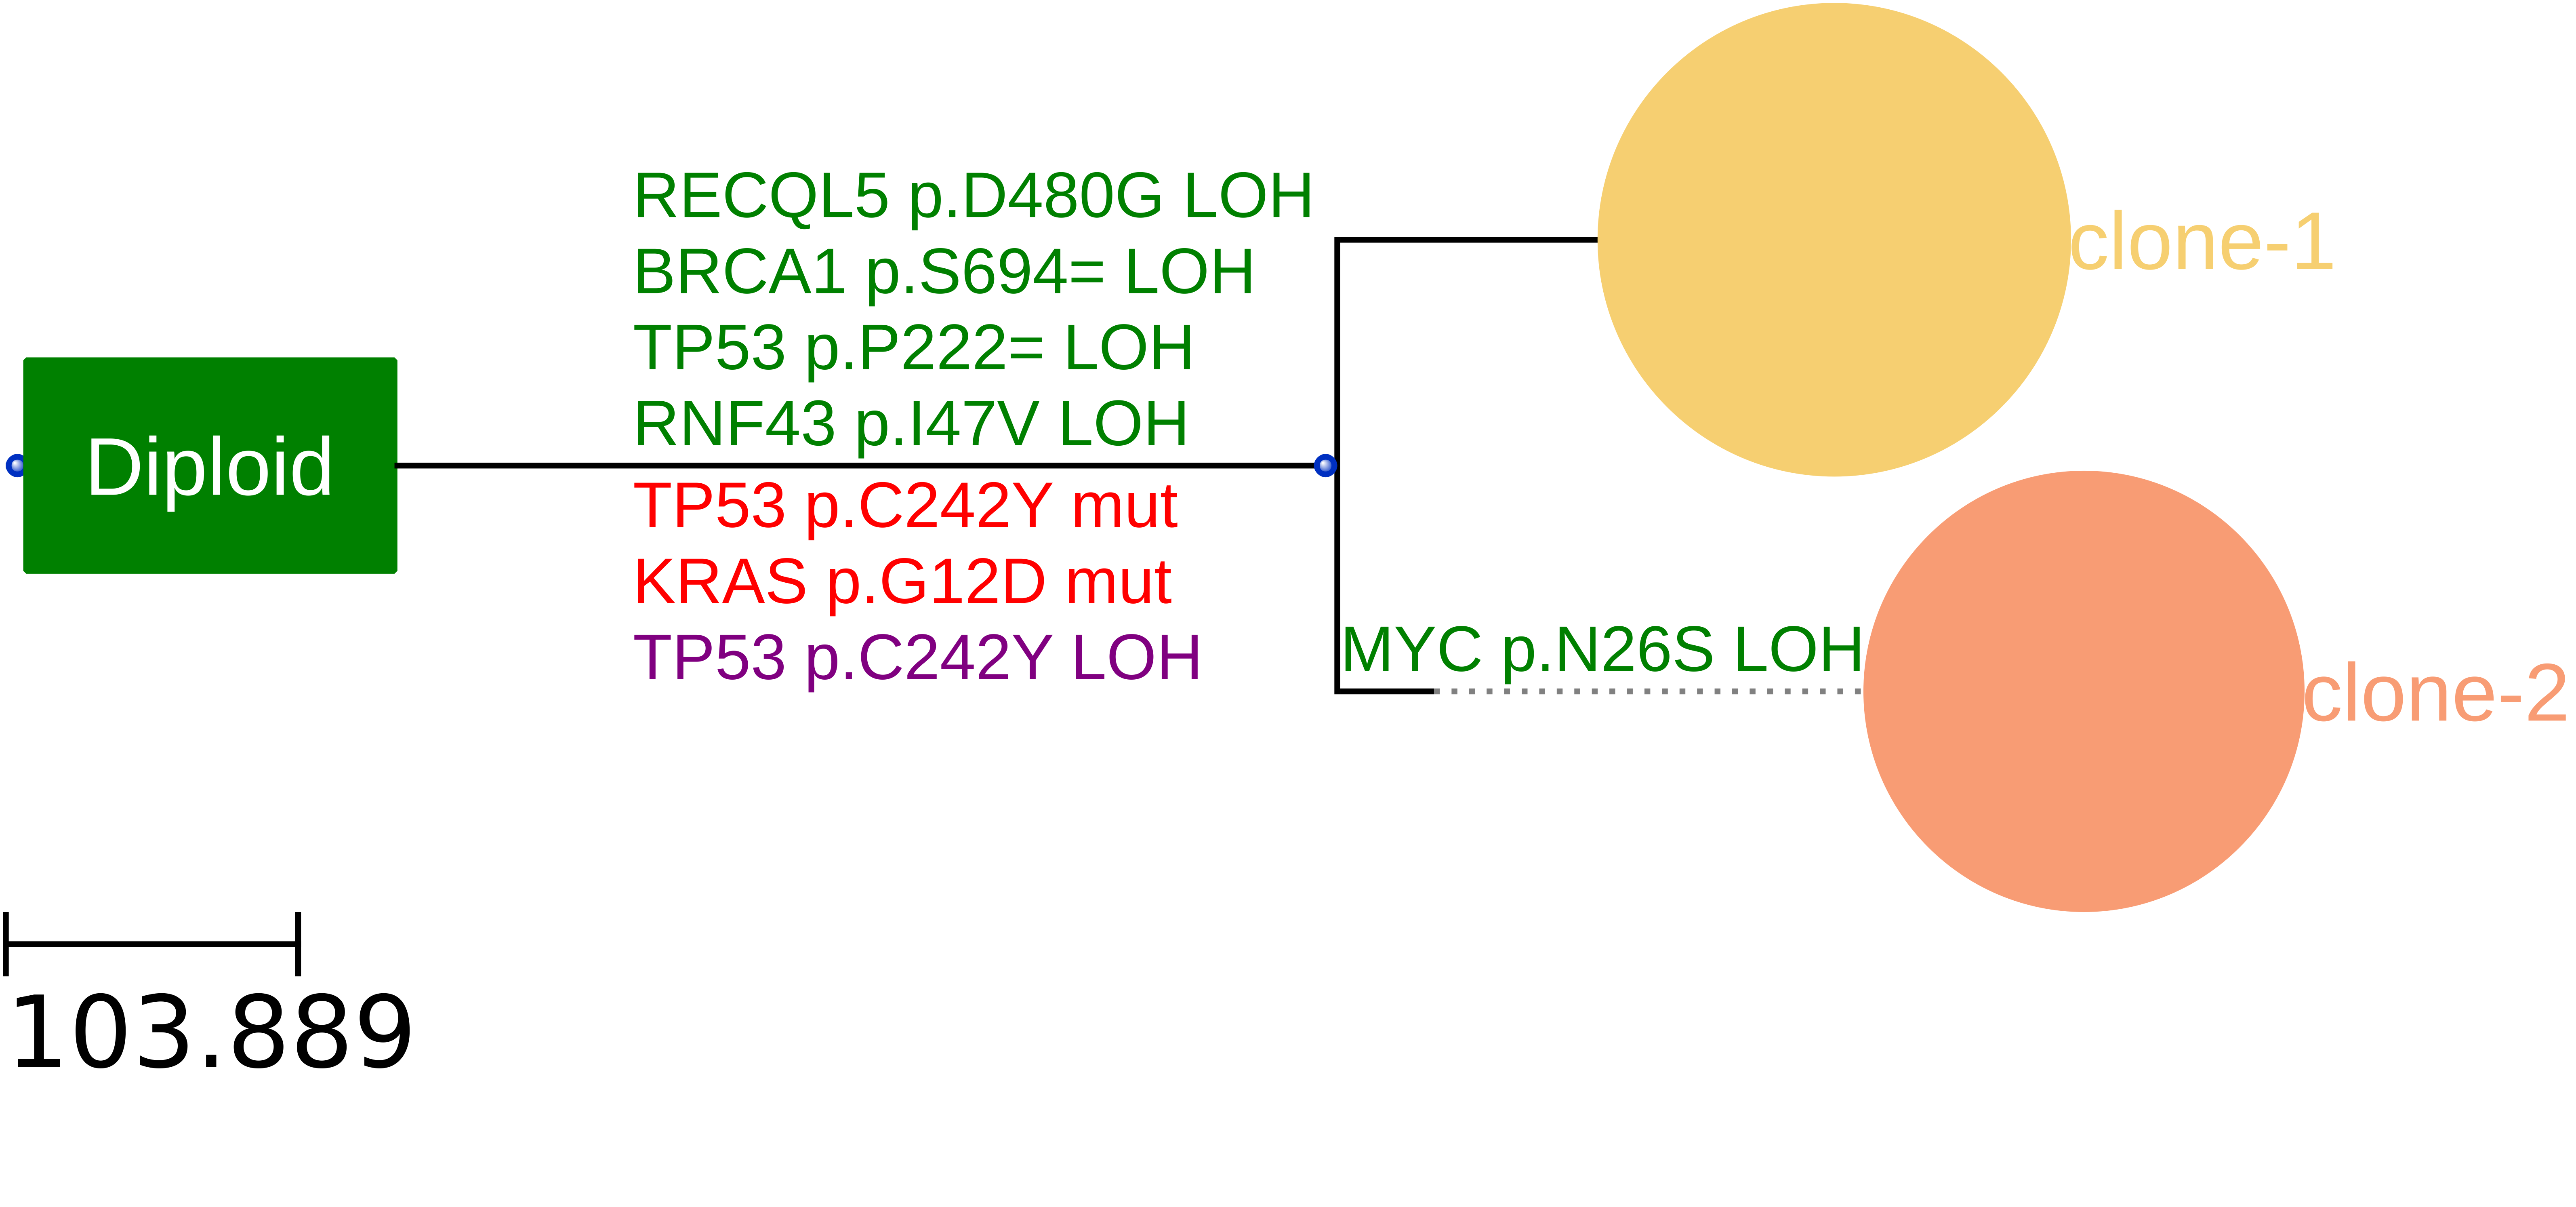 Diploid
RECQL5 p.D480G LOH
BRCA1 p.S694= LOH
TP53 p.P222= LOH
RNF43 p.I47V LOH
TP53 p.C242Y mut
KRAS p.G12D mut
TP53 p.C242Y LOH
clone-1
MYC p.N26S LOH
clone-2
103.889